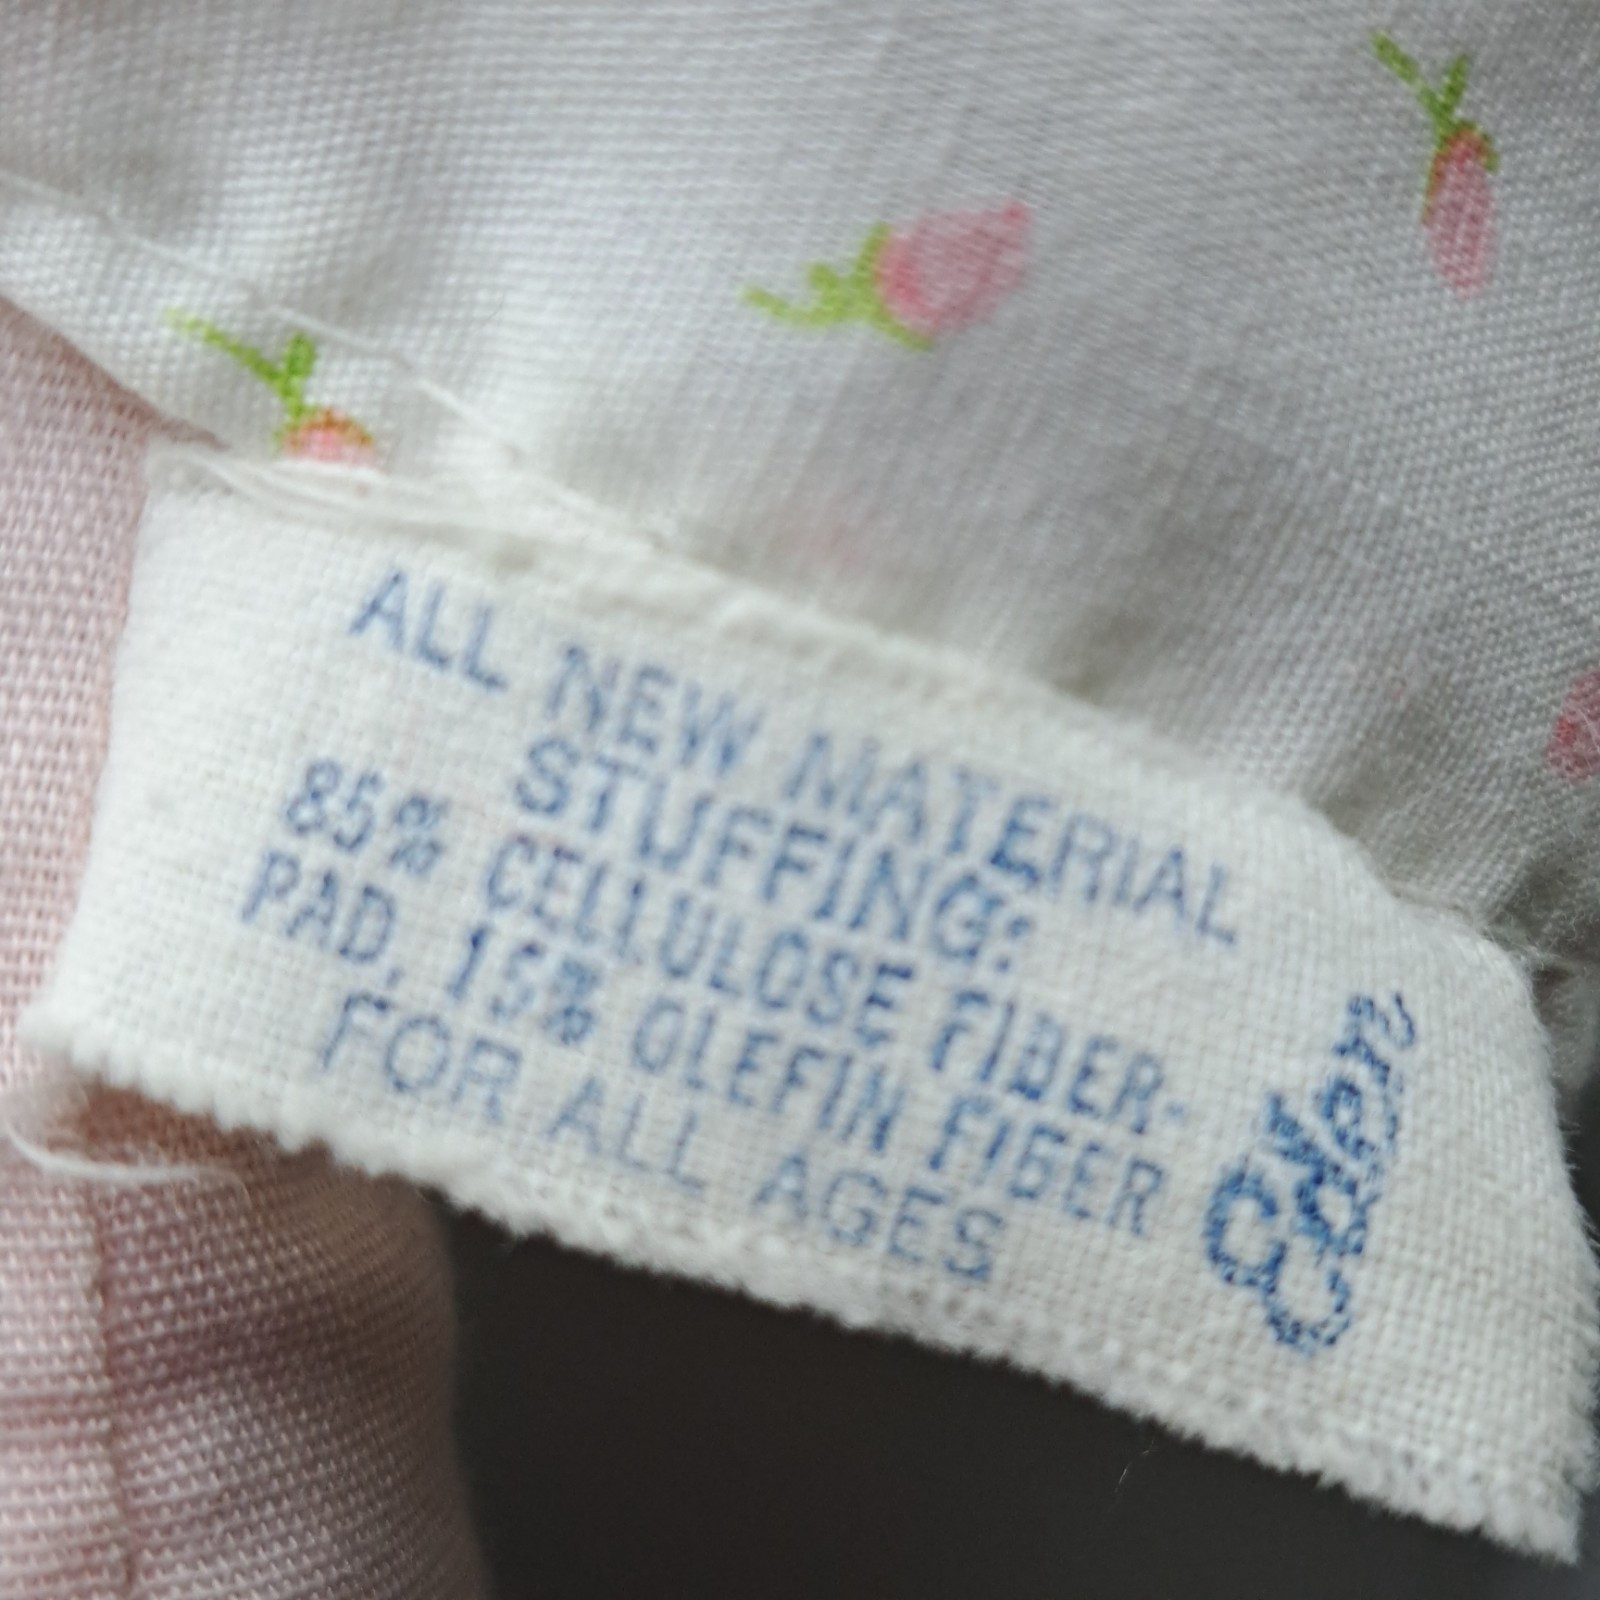 ALL NEW MATERIAL
STUFFING:
85% CELLULOSE FIBER-
PAD, 15% OLEFIN FIBER
FOR ALL AGES
Eden